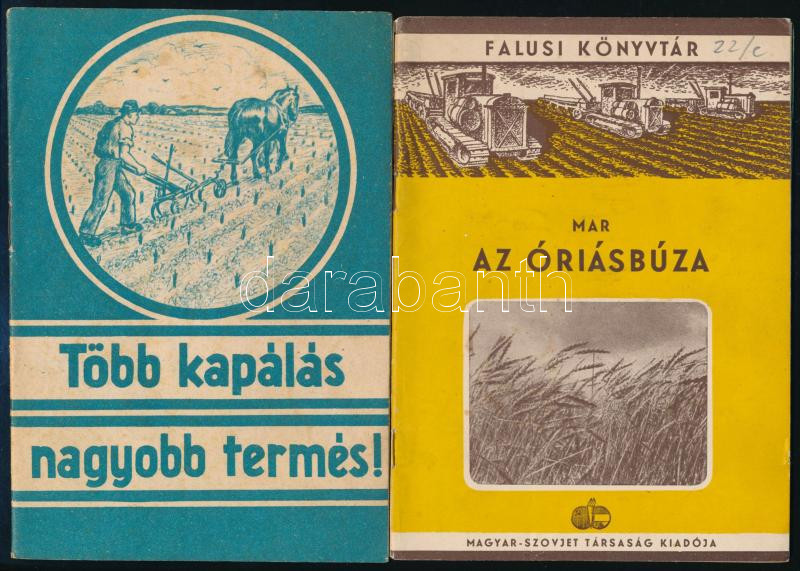 Több kapálás
nagyobb termés!
FALUSI KÖNYVTÁR 22/c
MAR
AZ ÓRIÁSBÚZA
MAGYAR-SZOVJET TÁRSASÁG KIADÓJA
darabanth